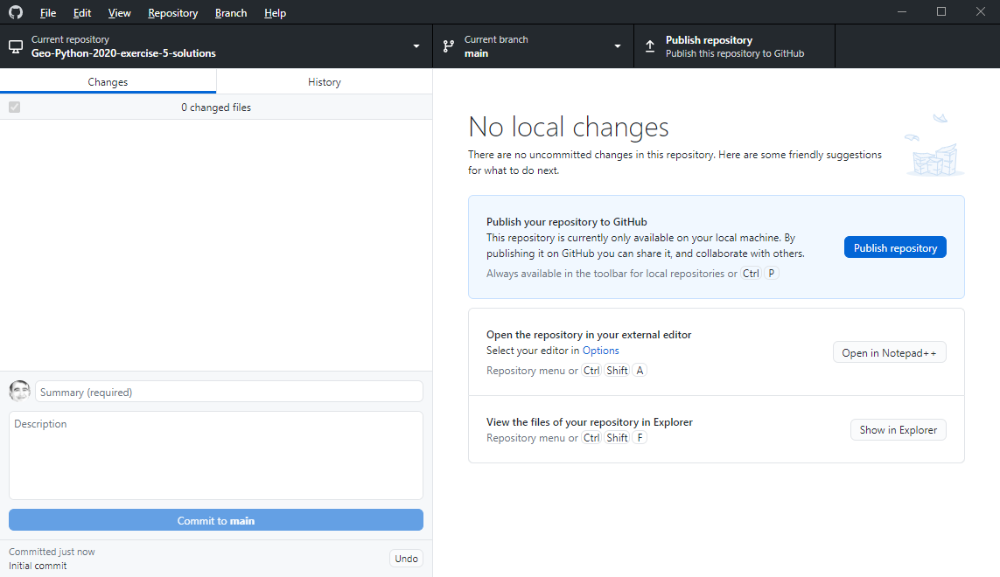 File Edit View Repository Branch Help
Current repository
Geo-Python-2020-exercise-5-solutions
Current branch
main
Publish repository
Publish this repository to GitHub
Changes History
0 changed files
No local changes
There are no uncommitted changes in this repository. Here are some friendly suggestions
for what to do next.
Publish your repository to GitHub
This repository is currently only available on your local machine. By
publishing it on GitHub you can share it, and collaborate with others.
Always available in the toolbar for local repositories or Ctrl P
Publish repository
Open the repository in your external editor
Select your editor in Options
Repository menu or Ctrl Shift A
Open in Notepad++
View the files of your repository in Explorer
Repository menu or Ctrl Shift F
Show in Explorer
Summary (required)
Description
Commit to main
Committed just now
Initial commit
Undo